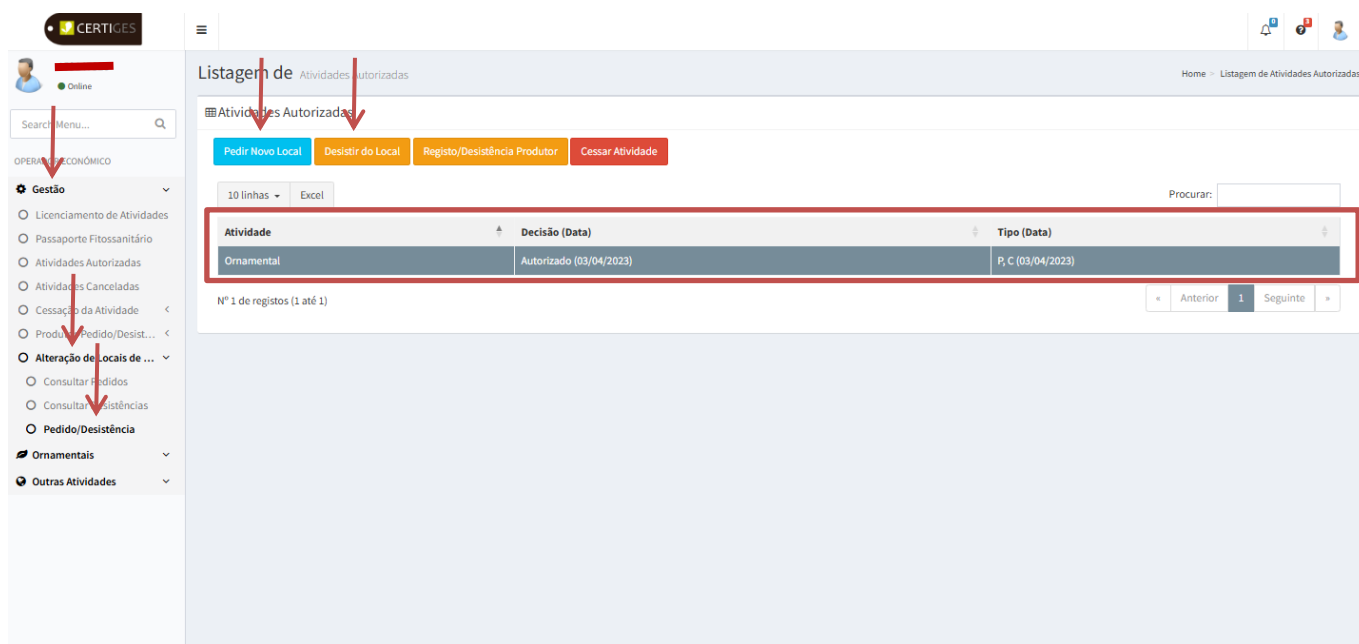 CERTIGES
0
3
Online
Listagem de Atividades Autorizadas
Home > Listagem de Atividades Autorizadas
Search Menu...
Atividades Autorizadas
OPERADOR ECONÓMICO
Pedir Novo Local
Desistir do Local
Registo/Desistência Produtor
Cessar Atividade
Gestão
Licenciamento de Atividades
Passaporte Fitossanitário
Atividades Autorizadas
Atividades Canceladas
Cessação da Atividade
Produtor Pedido/Desist...
Alteração de Locais de ...
Consultar Pedidos
Consultar Desistências
Pedido/Desistência
Ornamentais
Outras Atividades
10 linhas
Excel
Procurar:
Atividade Decisão (Data) Tipo (Data)
Ornamental Autorizado (03/04/2023) P, C (03/04/2023)
Nº 1 de registos (1 até 1)
« Anterior 1 Seguinte »